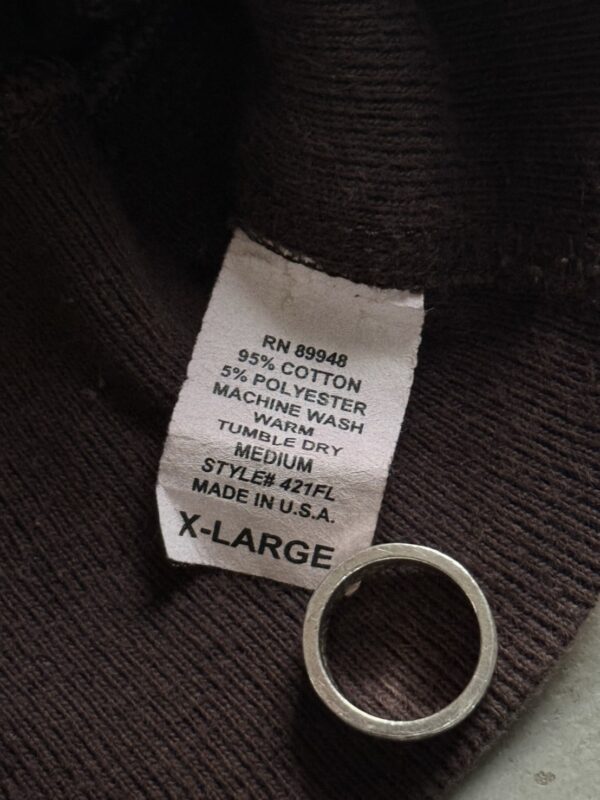 RN 89948
95% COTTON
5% POLYESTER
MACHINE WASH
WARM
TUMBLE DRY
MEDIUM
STYLE# 421FL
MADE IN U.S.A.
X-LARGE